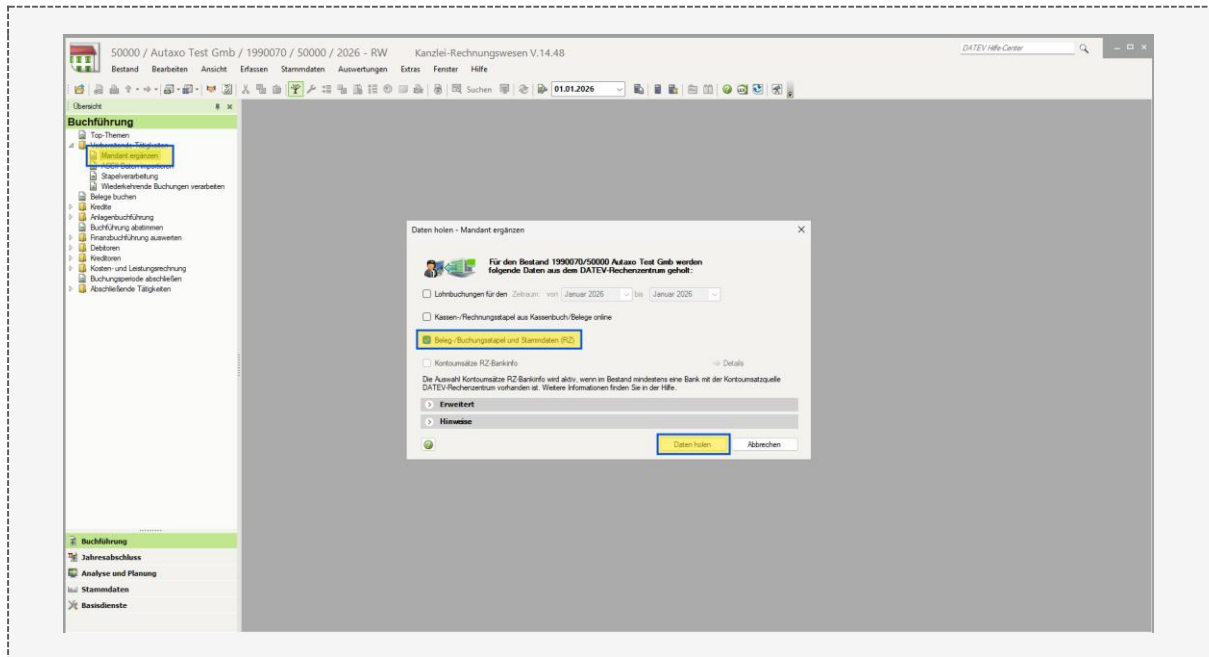 50000 / Autaxo Test Gmb / 1990070 / 50000 / 2026 - RW Kanzlei-Rechnungswesen V.14.48
DATEV Hilfe-Center
Bestand Bearbeiten Ansicht Erfassen Stammdaten Auswertungen Extras Fenster Hilfe
Suchen 01.01.2026
Übersicht
Buchführung
Top-Themen
Vorbereitende Tätigkeiten
Mandant ergänzen
ASCII-Daten importieren
Stapelverarbeitung
Wiederkehrende Buchungen verarbeiten
Belege buchen
Kredite
Anlagenbuchführung
Buchführung abstimmen
Finanzbuchführung auswerten
Debitoren
Kreditoren
Kosten- und Leistungsrechnung
Buchungsperiode abschließen
Abschließende Tätigkeiten
Buchführung
Jahresabschluss
Analyse und Planung
Stammdaten
Basisdienste
Daten holen - Mandant ergänzen
Für den Bestand 1990070/50000 Autaxo Test Gmb werden
folgende Daten aus dem DATEV-Rechenzentrum geholt:
Lohnbuchungen für den Zeitraum: von Januar 2026 bis Januar 2026
Kassen-/Rechnungsstapel aus Kassenbuch/Belege online
Beleg-/Buchungsstapel und Stammdaten (RZ)
Kontoumsätze RZ-Bankinfo Details
Die Auswahl Kontoumsätze RZ-Bankinfo wird aktiv, wenn im Bestand mindestens eine Bank mit der Kontoumsatzquelle
DATEV-Rechenzentrum vorhanden ist. Weitere Informationen finden Sie in der Hilfe.
Erweitert
Hinweise
Daten holen Abbrechen